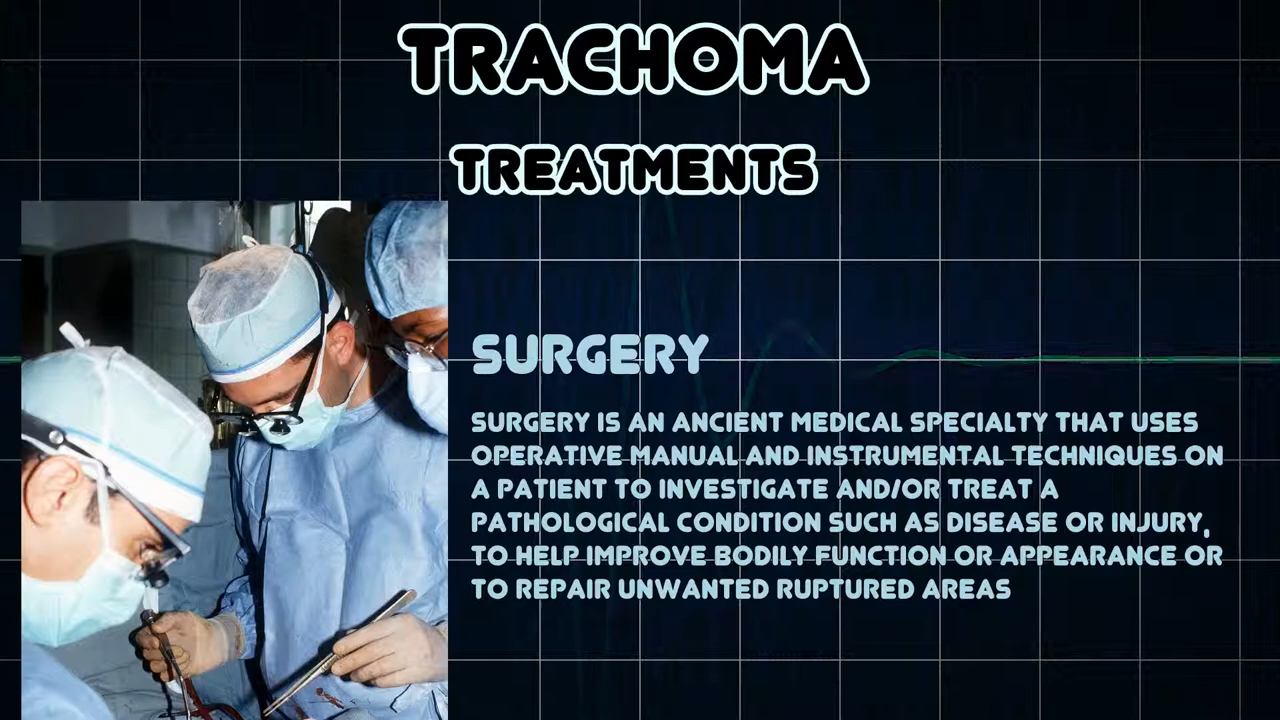 TRACHOMA
TREATMENTS
SURGERY
SURGERY IS AN ANCIENT MEDICAL SPECIALTY THAT USES
OPERATIVE MANUAL AND INSTRUMENTAL TECHNIQUES ON
A PATIENT TO INVESTIGATE AND/OR TREAT A
PATHOLOGICAL CONDITION SUCH AS DISEASE OR INJURY,
TO HELP IMPROVE BODILY FUNCTION OR APPEARANCE OR
TO REPAIR UNWANTED RUPTURED AREAS